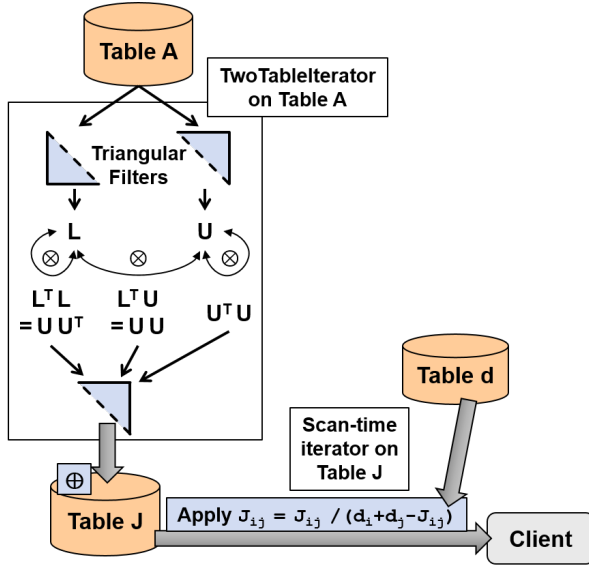 Table A
TwoTableIterator
on Table A
Triangular
Filters
L
U
⊗ ⊗ ⊗
Lᵀ L
= U Uᵀ
Lᵀ U
= U U
Uᵀ U
Table d
Scan-time
iterator on
Table J
⊕
Table J
Apply Jᵢⱼ = Jᵢⱼ / (dᵢ+dⱼ-Jᵢⱼ)
Client